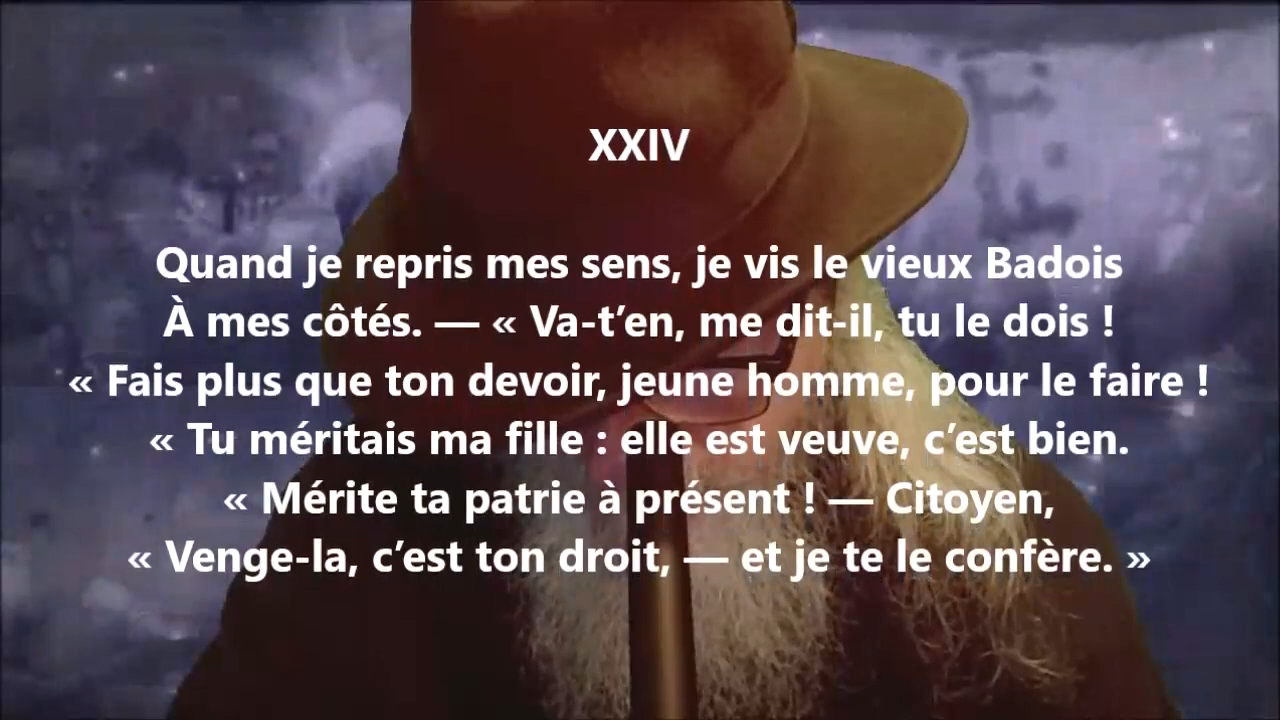 XXIV
Quand je repris mes sens, je vis le vieux Badois
À mes côtés. — « Va-t’en, me dit-il, tu le dois !
« Fais plus que ton devoir, jeune homme, pour le faire !
« Tu méritais ma fille : elle est veuve, c’est bien.
« Mérite ta patrie à présent ! — Citoyen,
« Venge-la, c’est ton droit, — et je te le confère. »